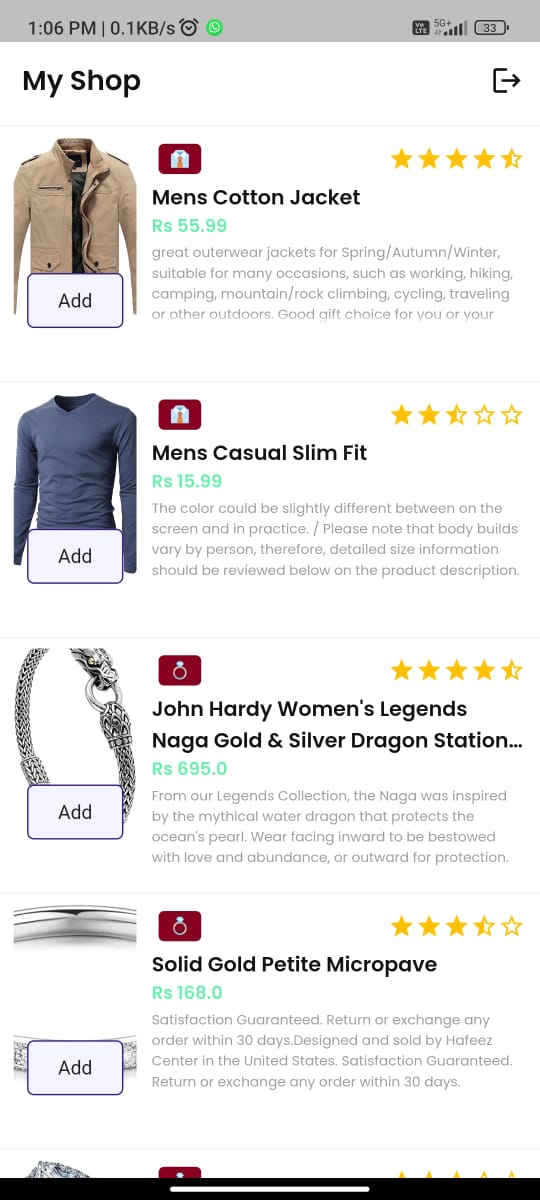 1:06 PM | 0.1KB/s
Vo LTE
5G+
33
My Shop
Mens Cotton Jacket
Rs 55.99
great outerwear jackets for Spring/Autumn/Winter,
suitable for many occasions, such as working, hiking,
camping, mountain/rock climbing, cycling, traveling
or other outdoors. Good gift choice for you or your
Add
Mens Casual Slim Fit
Rs 15.99
The color could be slightly different between on the
screen and in practice. / Please note that body builds
vary by person, therefore, detailed size information
should be reviewed below on the product description.
Add
John Hardy Women's Legends
Naga Gold & Silver Dragon Station...
Rs 695.0
From our Legends Collection, the Naga was inspired
by the mythical water dragon that protects the
ocean's pearl. Wear facing inward to be bestowed
with love and abundance, or outward for protection.
Add
Solid Gold Petite Micropave
Rs 168.0
Satisfaction Guaranteed. Return or exchange any
order within 30 days.Designed and sold by Hafeez
Center in the United States. Satisfaction Guaranteed.
Return or exchange any order within 30 days.
Add